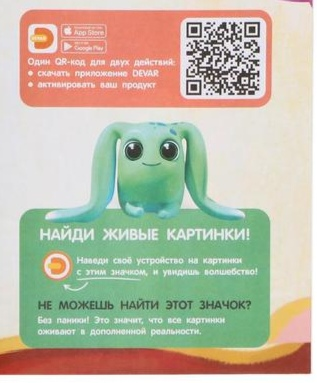 App Store
Google Play
Один QR-код для двух действий:
• скачать приложение DEVAR
• активировать ваш продукт
НАЙДИ ЖИВЫЕ КАРТИНКИ!
Наведи своё устройство на картинки
с этим значком, и увидишь волшебство!
НЕ МОЖЕШЬ НАЙТИ ЭТОТ ЗНАЧОК?
Без паники! Это значит, что все картинки
оживают в дополненной реальности.